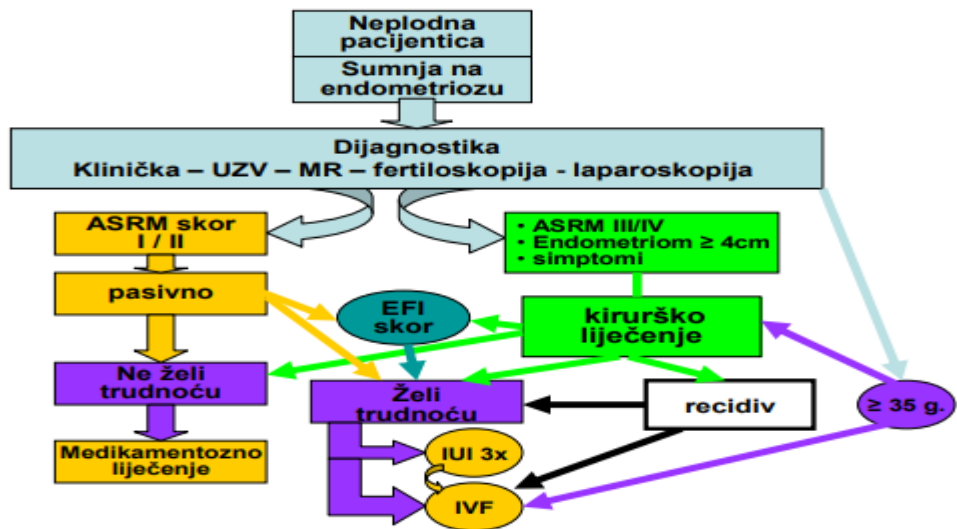 Neplodna
pacijentica
Sumnja na
endometriozu
Dijagnostika
Klinička – UZV – MR – fertiloskopija - laparoskopija
ASRM skor
I / II
• ASRM III/IV
• Endometriom ≥ 4cm
• simptomi
pasivno
EFI
skor
kirurško
liječenje
Ne želi
trudnoću
Želi
trudnoću
recidiv
≥ 35 g.
Medikamentozno
liječenje
IUI 3x
IVF